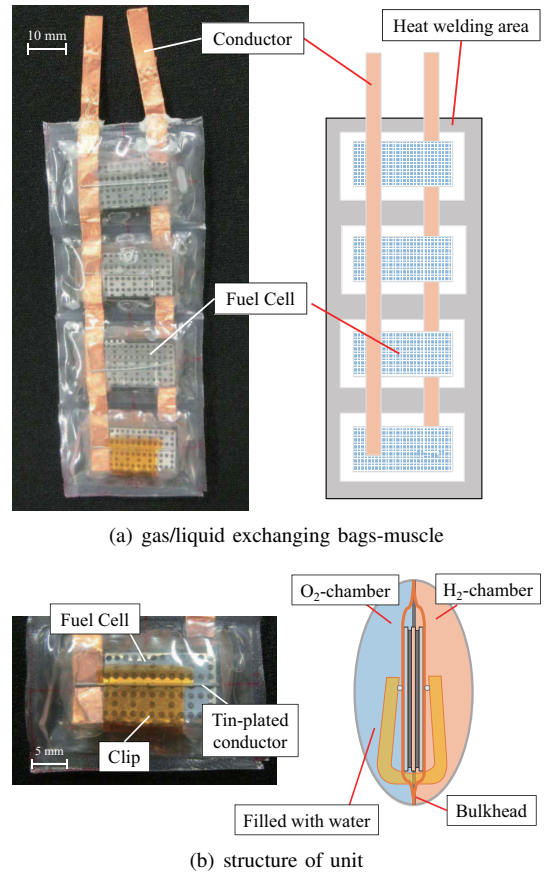 10 mm
Conductor
Heat welding area
Fuel Cell
(a) gas/liquid exchanging bags-muscle
O2-chamber
H2-chamber
Fuel Cell
Tin-plated
conductor
5 mm
Clip
Filled with water
Bulkhead
(b) structure of unit